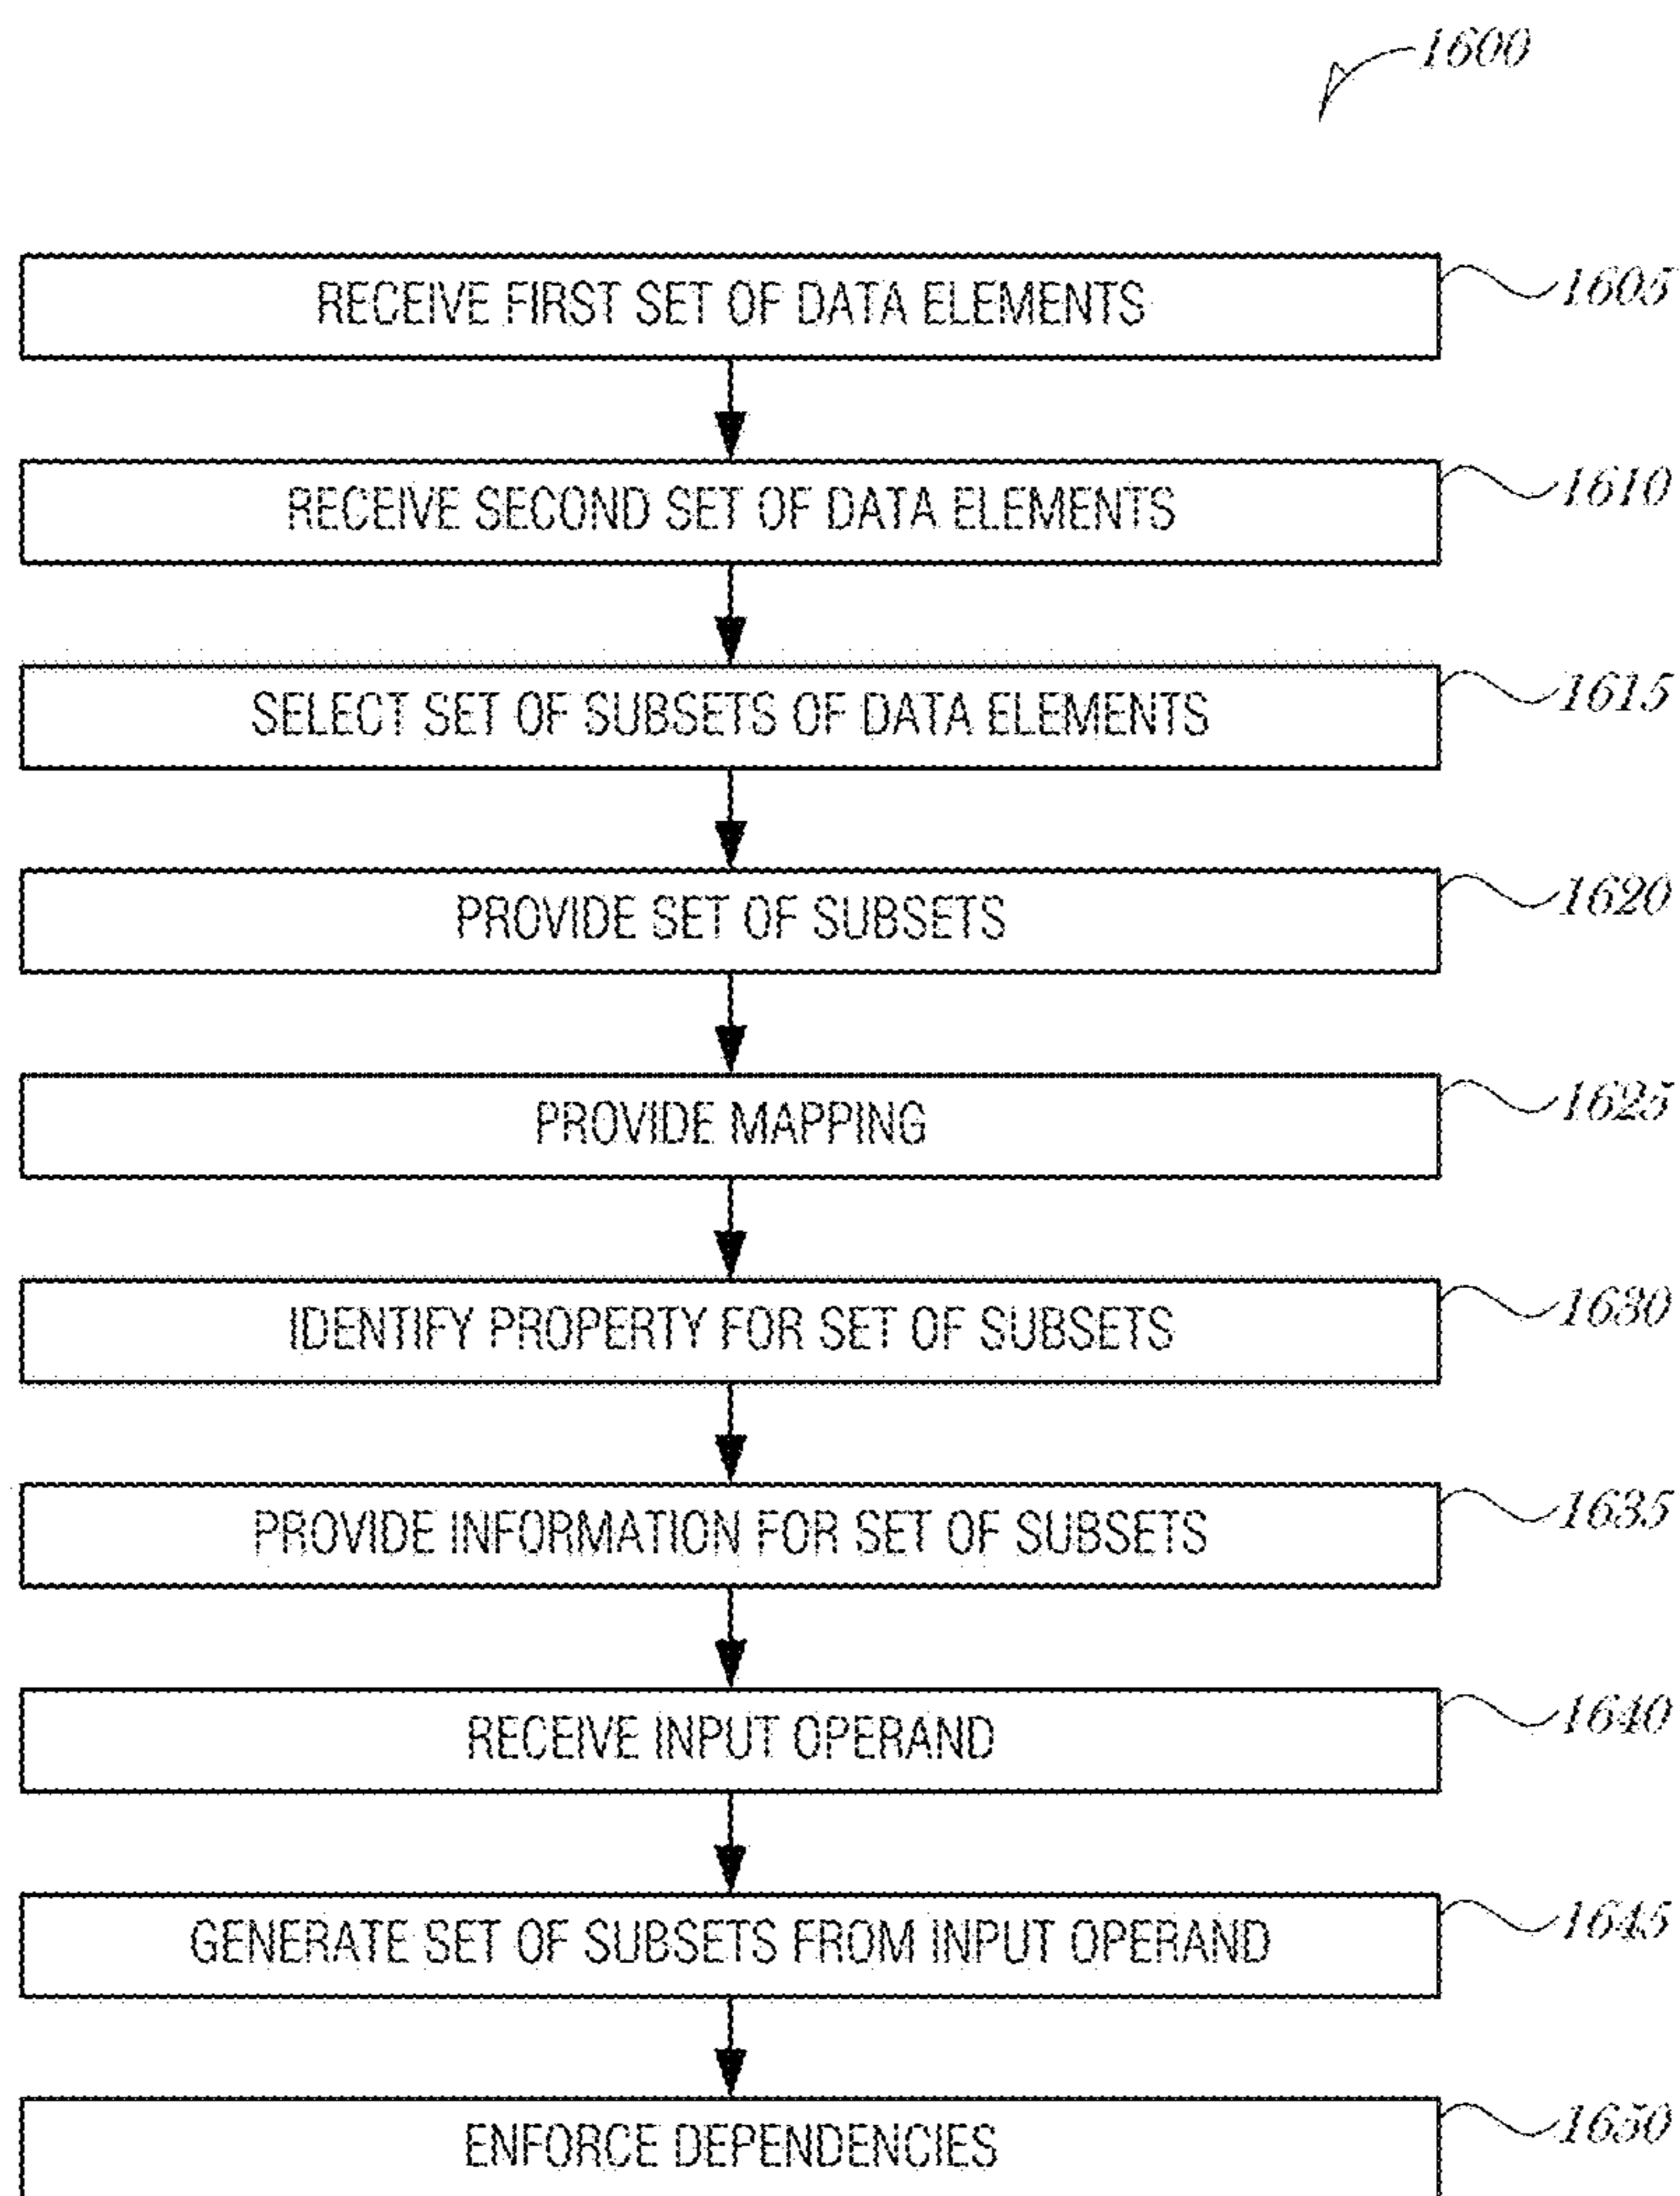 1600
RECEIVE FIRST SET OF DATA ELEMENTS 1605
RECEIVE SECOND SET OF DATA ELEMENTS 1610
SELECT SET OF SUBSETS OF DATA ELEMENTS 1615
PROVIDE SET OF SUBSETS 1620
PROVIDE MAPPING 1625
IDENTIFY PROPERTY FOR SET OF SUBSETS 1630
PROVIDE INFORMATION FOR SET OF SUBSETS 1635
RECEIVE INPUT OPERAND 1640
GENERATE SET OF SUBSETS FROM INPUT OPERAND 1645
ENFORCE DEPENDENCIES 1650